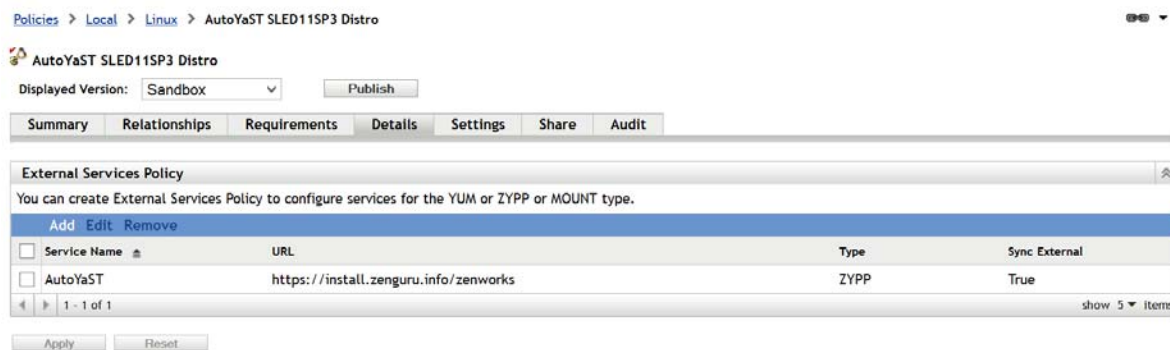 Policies > Local > Linux > AutoYaST SLED11SP3 Distro
AutoYaST SLED11SP3 Distro
Displayed Version: Sandbox Publish
Summary Relationships Requirements Details Settings Share Audit
External Services Policy
You can create External Services Policy to configure services for the YUM or ZYPP or MOUNT type.
Add Edit Remove
Service Name URL Type Sync External
AutoYaST https://install.zenguru.info/zenworks ZYPP True
1 - 1 of 1 show 5 items
Apply Reset